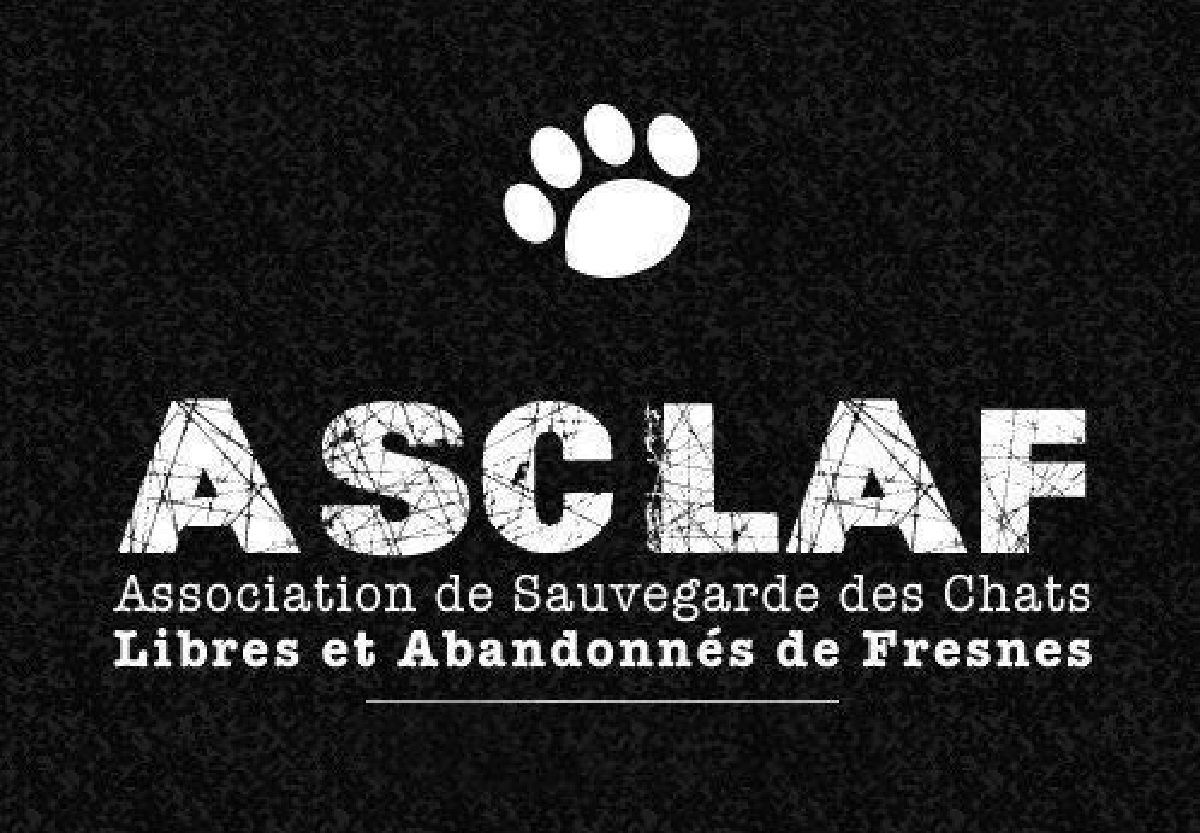 ASCLAF
Association de Sauvegarde des Chats
Libres et Abandonnés de Fresnes